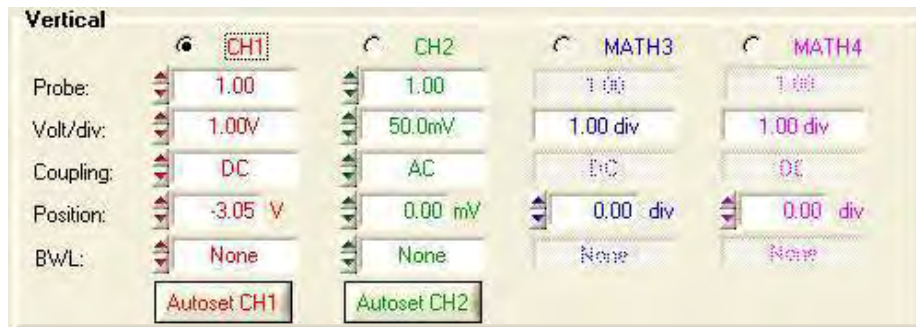 Vertical
CH1 CH2 MATH3 MATH4
Probe: 1.00 1.00 1.00 1.00
Volt/div: 1.00V 50.0mV 1.00 div 1.00 div
Coupling: DC AC DC DC
Position: -3.05 V 0.00 mV 0.00 div 0.00 div
BWL: None None None None
Autoset CH1 Autoset CH2